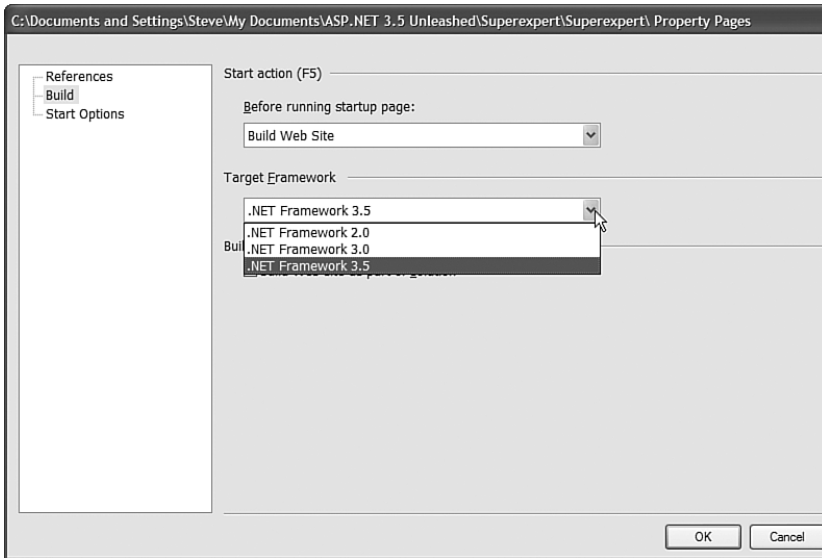 C:\Documents and Settings\Steve\My Documents\ASP.NET 3.5 Unleashed\Superexpert\Superexpert\ Property Pages
References
Build
Start Options
Start action (F5)
Before running startup page:
Build Web Site
Target Framework
.NET Framework 3.5
.NET Framework 2.0
.NET Framework 3.0
.NET Framework 3.5
OK
Cancel